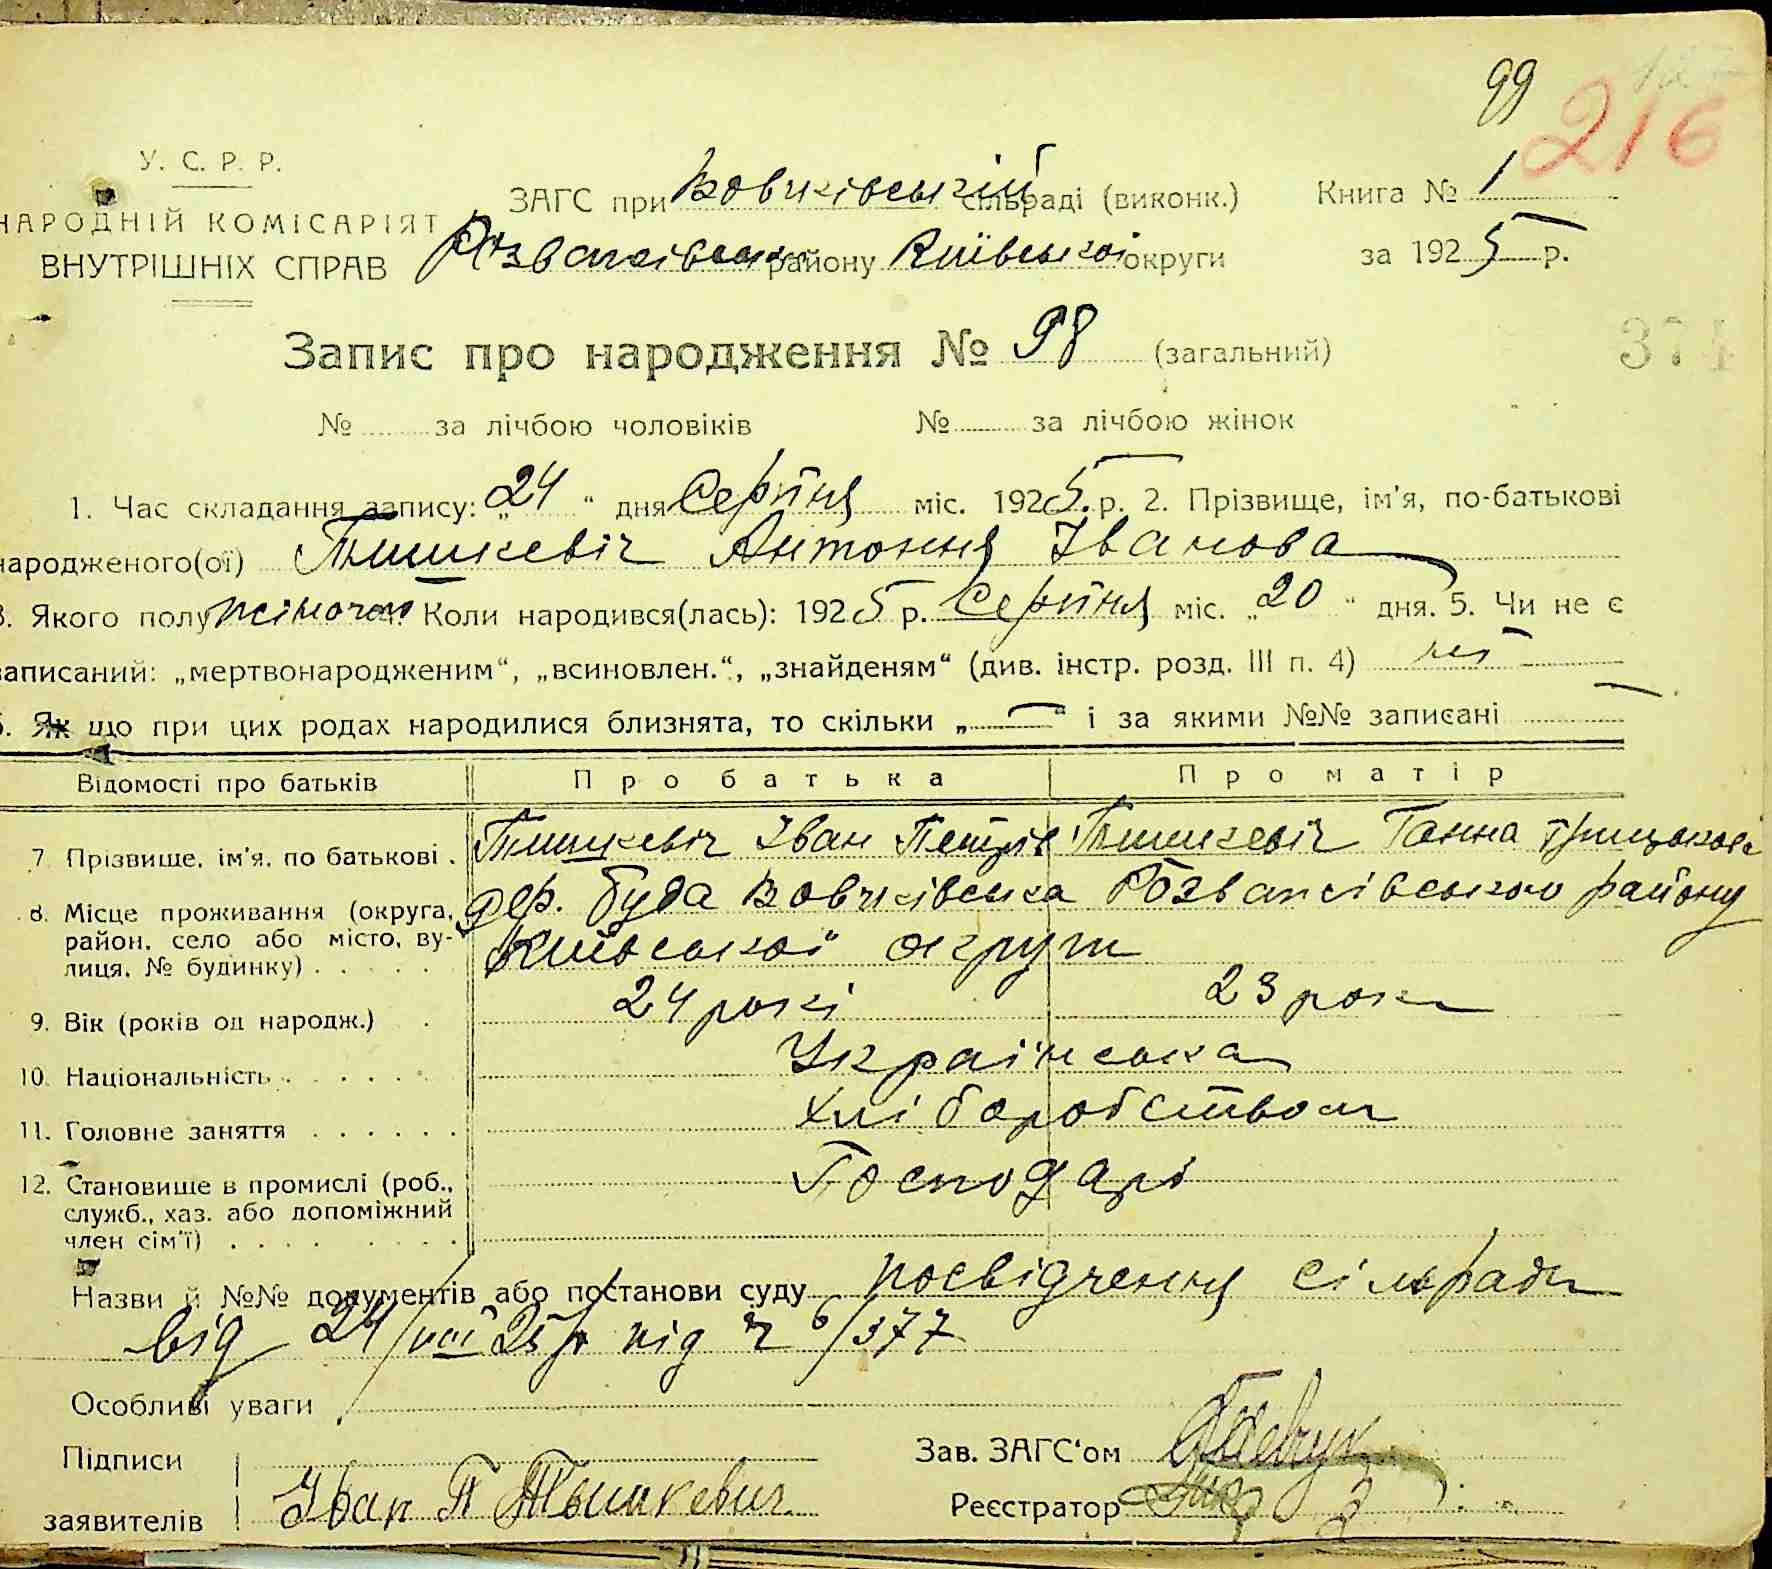 99
216
У. С. Р. Р.
НАРОДНІЙ КОМІСАРІЯТ
ВНУТРІШНІХ СПРАВ
ЗАГС при Вовчківській сільраді (виконк.)
Розважівськ району Київської округи
Книга № 1
за 1925 р.
374
Запис про народження № 98 (загальний)
№ за лічбою чоловіків № за лічбою жінок
1. Час складання запису: „24“ дня Серпня міс. 1925 р. 2. Прізвище, ім'я, по-батькові
народженого(ої) Тишкевіч Антоння Іванова
3. Якого полу жіночого Коли народився(лась): 1925 р. Серпня міс. „20“ дня. 5. Чи не є
записаний: „мертвонародженим“, „всиновлен.“, „знайденям“ (див. інстр. розд. III п. 4) ні
6. Як що при цих родах народилися близнята, то скільки „—“ і за якими №№ записані —
Відомості про батьків Про батька Про матір
7. Прізвище, ім'я, по батькові. Тишкевіч Іван Петрів Тишкевіч Ганна Грицькова
8. Місце проживання (округа, район, село або місто, вулиця, № будинку) дер. Буда Вовчківська Розважівського району
Київської округи
9. Вік (років од народж.) 24 рокі 23 роки
10. Національність Українська
11. Головне заняття Хліборобством
12. Становище в промислі (роб., служб., хаз. або допоміжний член сім'ї) Господарі
Назви й №№ документів або постанови суду посвідчення сільради
від 24/VIII 25 р під ч 6/377
Особливі уваги
Підписи
заявителів Іван П Тышкевич
Зав. ЗАГС'ом
Реєстратор